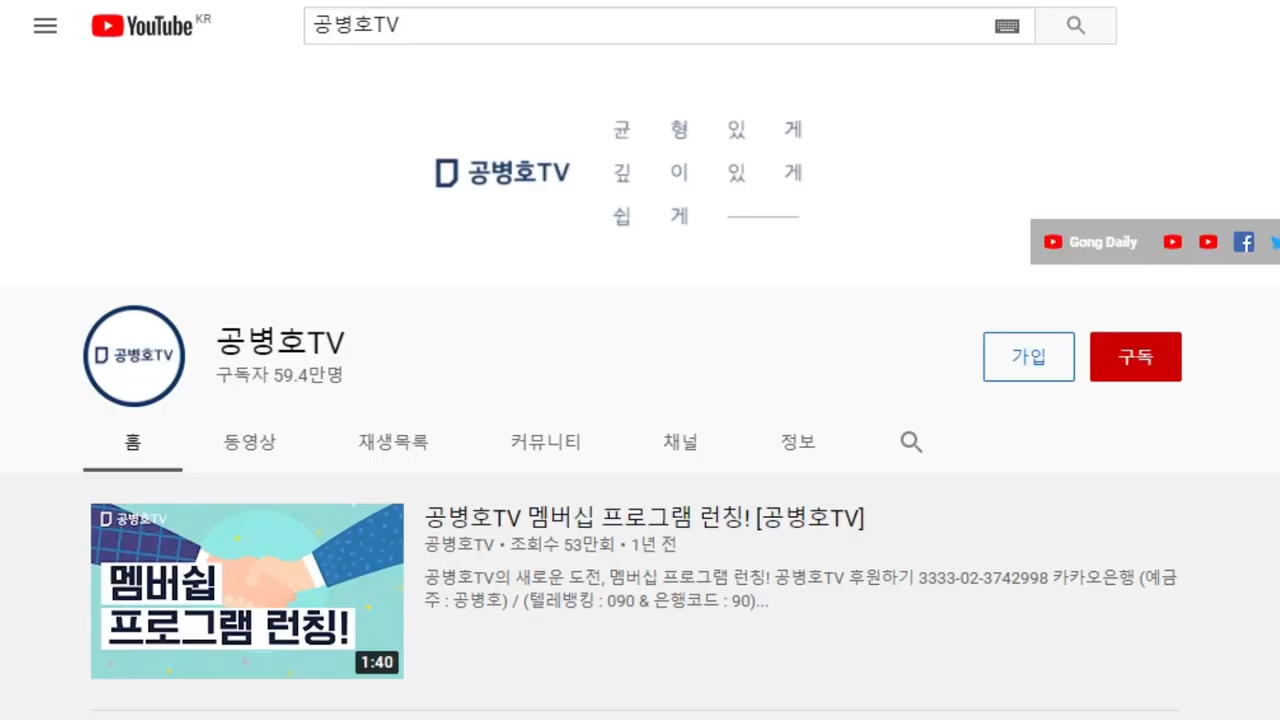 YouTube KR
공병호TV
균 형 있 게
공병호TV
깊 이 있 게
쉽 게
Gong Daily
공병호TV
공병호TV
구독자 59.4만명
가입
구독
홈
동영상
재생목록
커뮤니티
채널
정보
공병호TV
멤버쉽
프로그램 런칭!
1:40
공병호TV 멤버십 프로그램 런칭! [공병호TV]
공병호TV • 조회수 53만회 • 1년 전
공병호TV의 새로운 도전, 멤버십 프로그램 런칭! 공병호TV 후원하기 3333-02-3742998 카카오은행 (예금
주 : 공병호) / (텔레뱅킹 : 090 & 은행코드 : 90)...